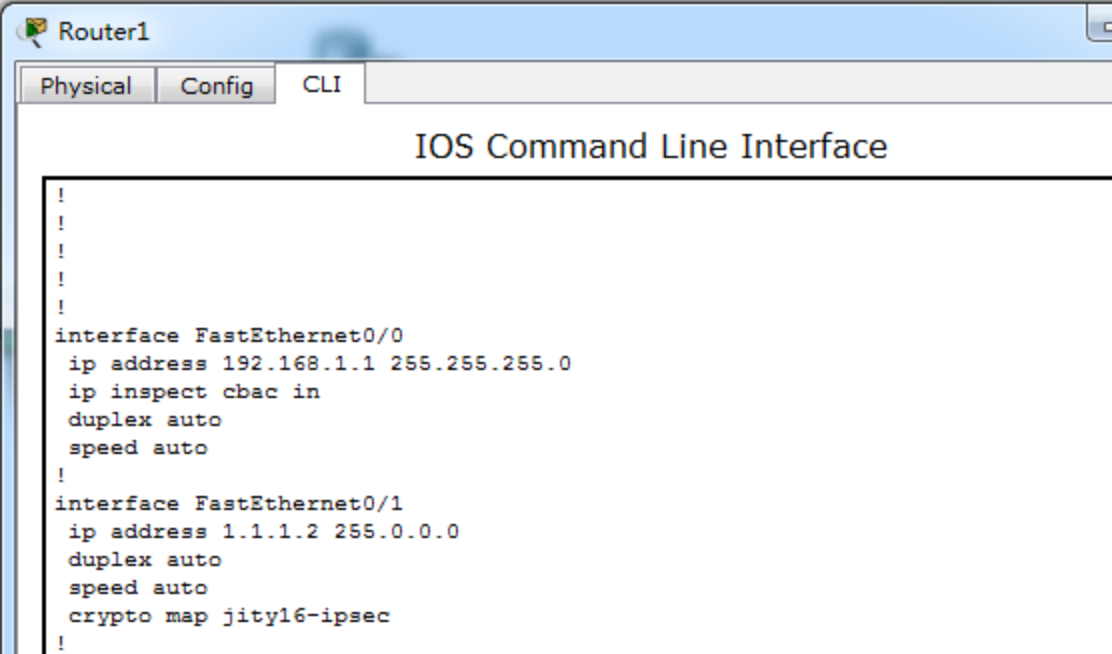 Router1
Physical Config CLI
IOS Command Line Interface
!
!
!
!
!
interface FastEthernet0/0
 ip address 192.168.1.1 255.255.255.0
 ip inspect cbac in
 duplex auto
 speed auto
!
interface FastEthernet0/1
 ip address 1.1.1.2 255.0.0.0
 duplex auto
 speed auto
 crypto map jity16-ipsec
!